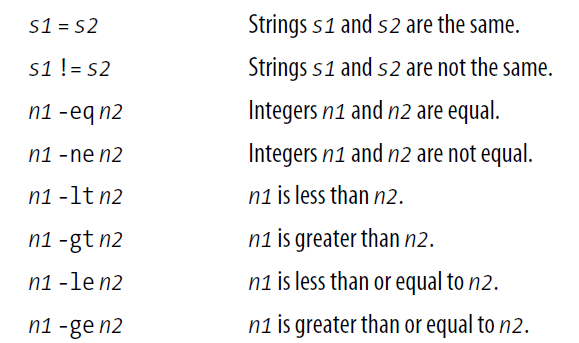 s1 = s2 Strings s1 and s2 are the same.
s1 != s2 Strings s1 and s2 are not the same.
n1 -eq n2 Integers n1 and n2 are equal.
n1 -ne n2 Integers n1 and n2 are not equal.
n1 -lt n2 n1 is less than n2.
n1 -gt n2 n1 is greater than n2.
n1 -le n2 n1 is less than or equal to n2.
n1 -ge n2 n1 is greater than or equal to n2.